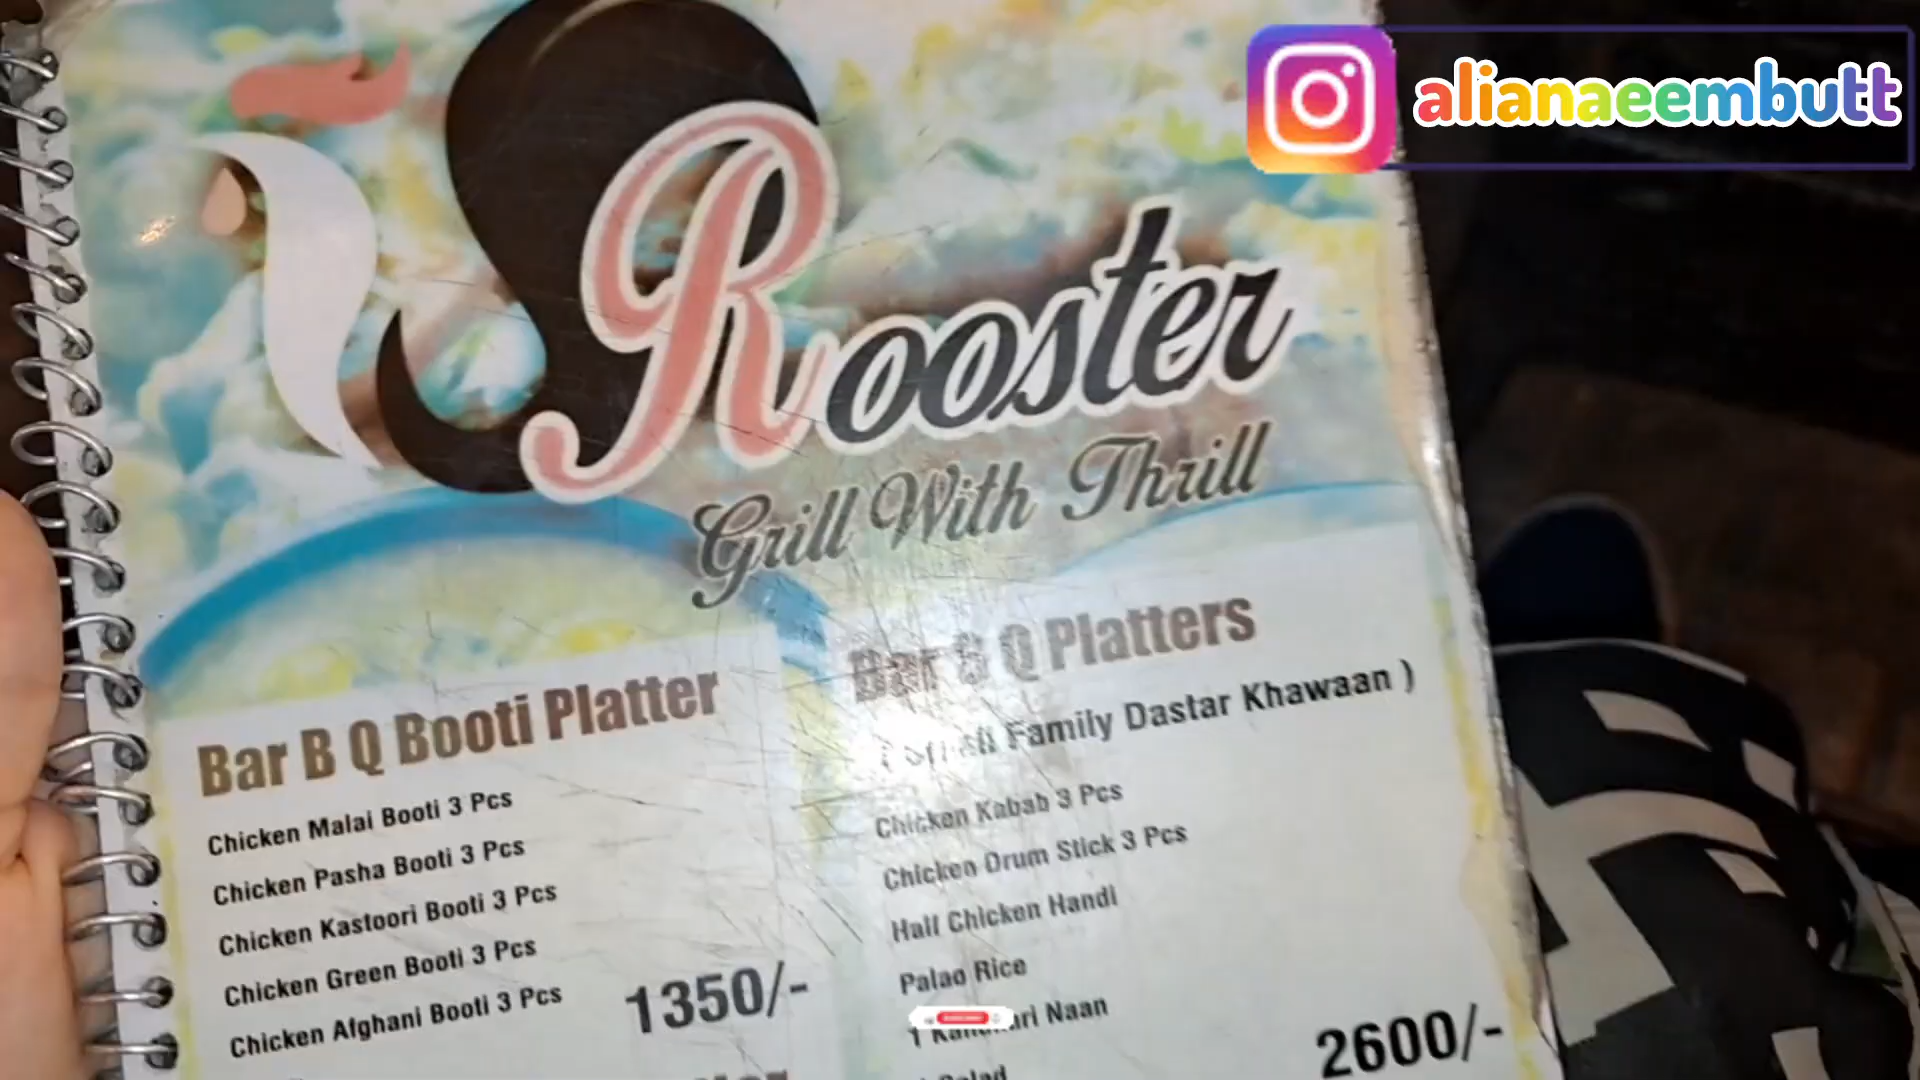 alianaeembutt
Rooster
Grill With Thrill
Bar B Q Booti Platter
Chicken Malai Booti 3 Pcs
Chicken Pasha Booti 3 Pcs
Chicken Kastoori Booti 3 Pcs
Chicken Green Booti 3 Pcs
Chicken Afghani Booti 3 Pcs
1350/-
Bar B Q Platters
Family Dastar Khawaan )
Chicken Kabab 3 Pcs
Chicken Drum Stick 3 Pcs
Half Chicken Handi
Palao Rice
1 Naan
Salad
2600/-